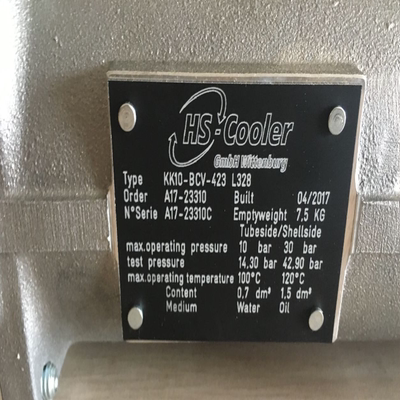 HS-Cooler
GmbH Wittenburg
Type KK10-BCV-423 L328
Order A17-23310 Built 04/2017
N°Serie A17-23310C Emptyweight 7,5 KG
Tubeside/Shellside
max.operating pressure 10 bar 30 bar
test pressure 14,30 bar 42,90 bar
max.operating temperature 100°C 120°C
Content 0.7 dm³ 1.5 dm³
Medium Water Oil